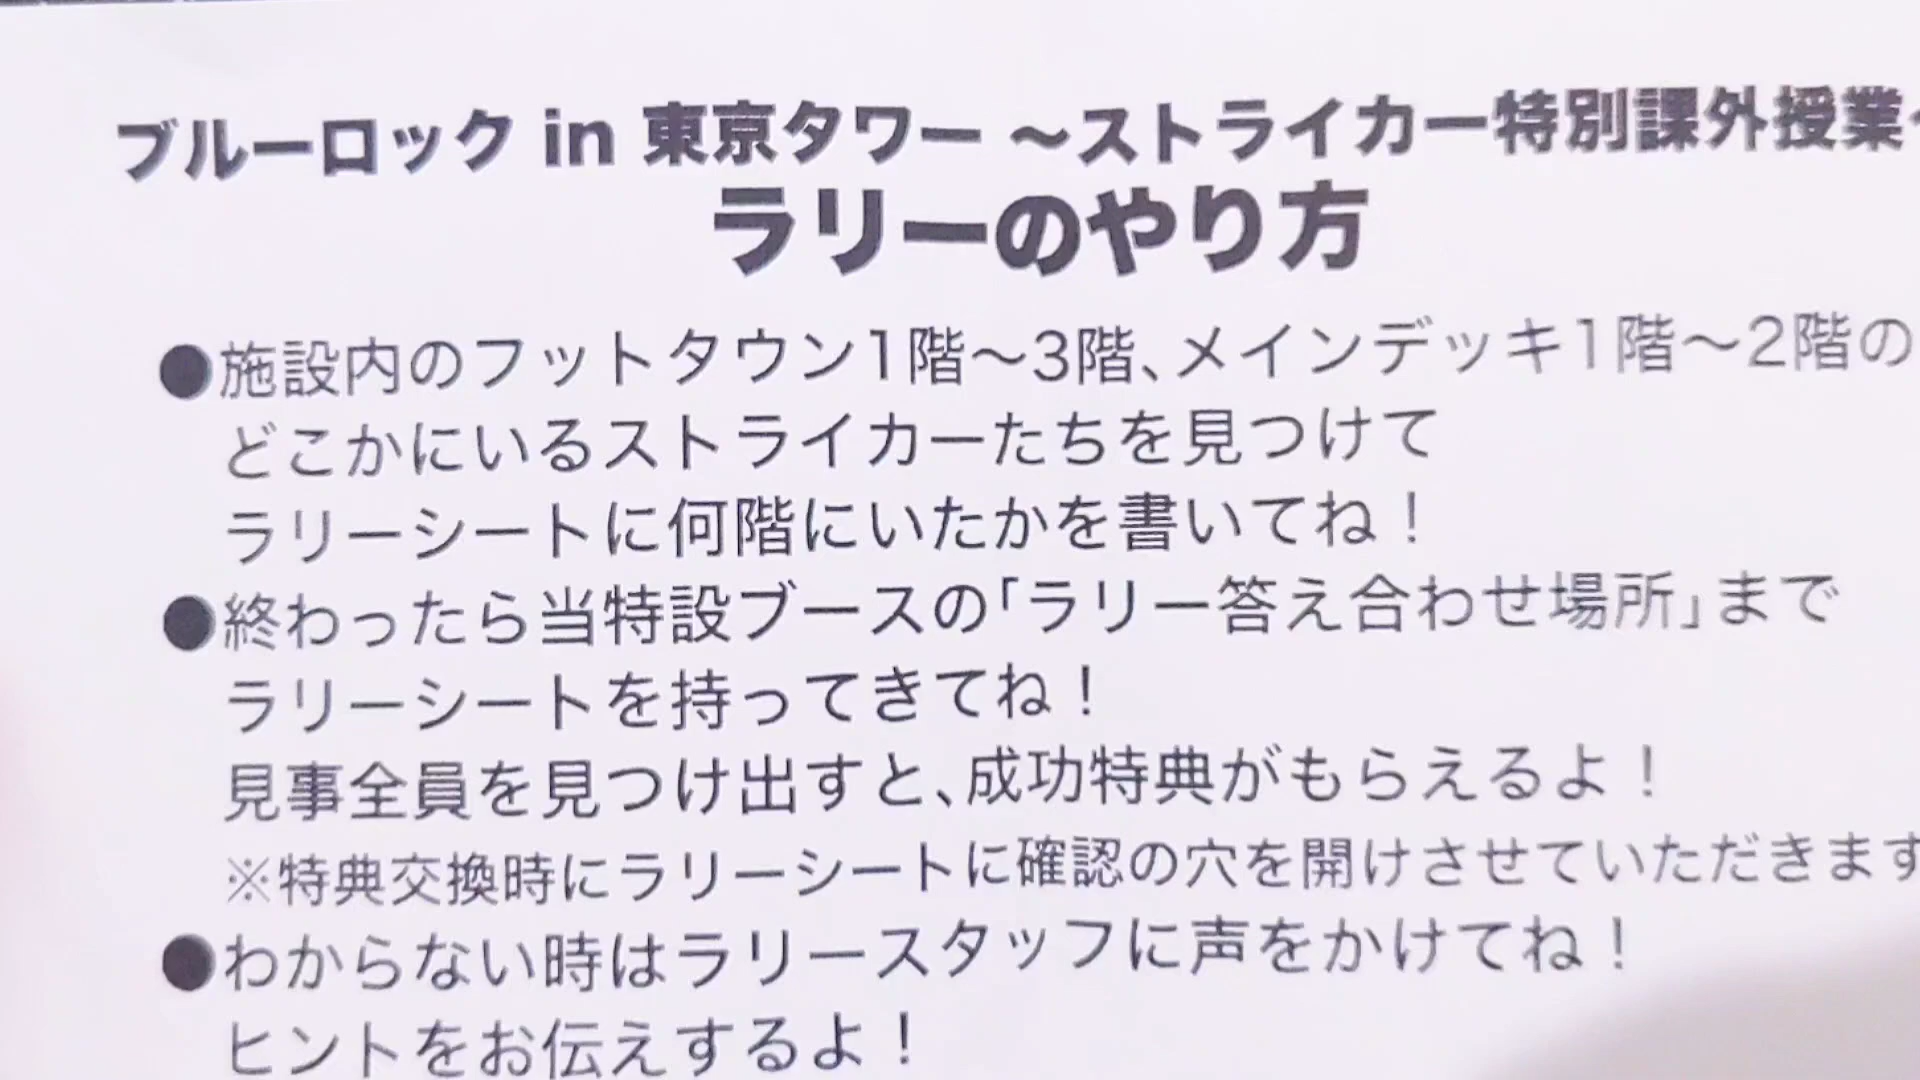 ブルーロック in 東京タワー ～ストライカー特別課外授業～
ラリーのやり方
●施設内のフットタウン1階～3階、メインデッキ1階～2階の
どこかにいるストライカーたちを見つけて
ラリーシートに何階にいたかを書いてね！
●終わったら当特設ブースの「ラリー答え合わせ場所」まで
ラリーシートを持ってきてね！
見事全員を見つけ出すと、成功特典がもらえるよ！
※特典交換時にラリーシートに確認の穴を開けさせていただきます
●わからない時はラリースタッフに声をかけてね！
ヒントをお伝えするよ！